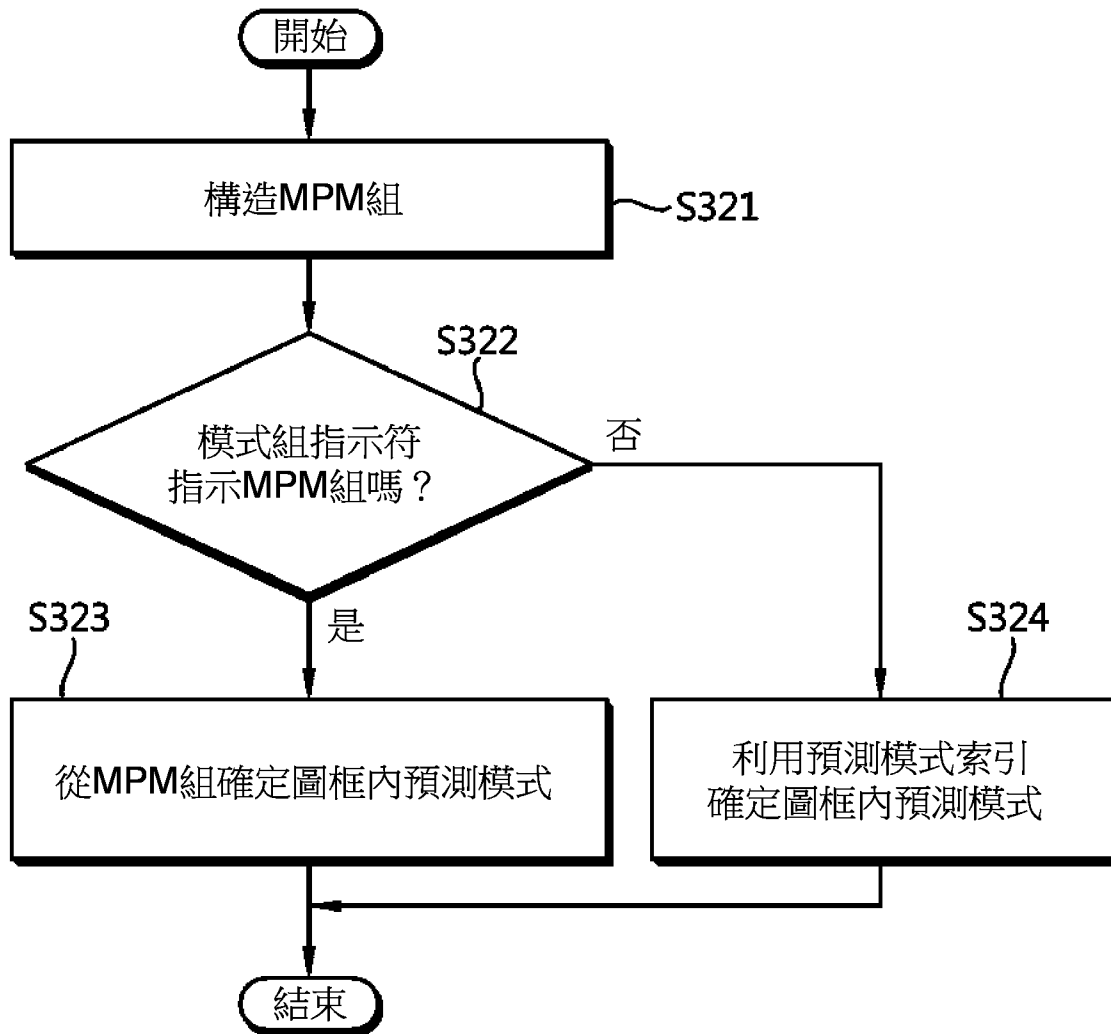 開始
構造MPM組
S321
S322
模式組指示符
指示MPM組嗎？
否
是
S323
S324
從MPM組確定圖框內預測模式
利用預測模式索引
確定圖框內預測模式
結束